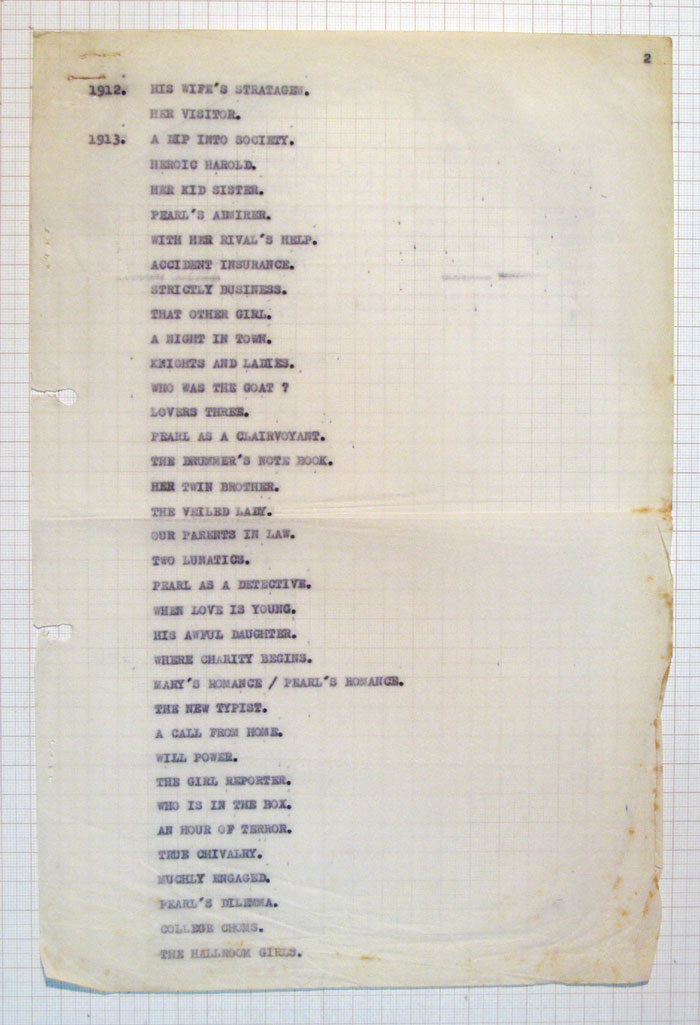 2
1912. HIS WIFE'S STRATAGEM.
HER VISITOR.
1913. A DIP INTO SOCIETY.
HEROIC HAROLD.
HER KID SISTER.
PEARL'S ADMIRER.
WITH HER RIVAL'S HELP.
ACCIDENT INSURANCE.
STRICTLY BUSINESS.
THAT OTHER GIRL.
A NIGHT IN TOWN.
KNIGHTS AND LADIES.
WHO WAS THE GOAT ?
LOVERS THREE.
PEARL AS A CLAIRVOYANT.
THE DRUMMER'S NOTE BOOK.
HER TWIN BROTHER.
THE VEILED LADY.
OUR PARENTS IN LAW.
TWO LUNATICS.
PEARL AS A DETECTIVE.
WHEN LOVE IS YOUNG.
HIS AWFUL DAUGHTER.
WHERE CHARITY BEGINS.
MARY'S ROMANCE / PEARL'S ROMANCE.
THE NEW TYPIST.
A CALL FROM HOME.
WILL POWER.
THE GIRL REPORTER.
WHO IS IN THE BOX.
AN HOUR OF TERROR.
TRUE CHIVALRY.
MUCHLY ENGAGED.
PEARL'S DILEMMA.
COLLEGE CHUMS.
THE HALLROOM GIRLS.